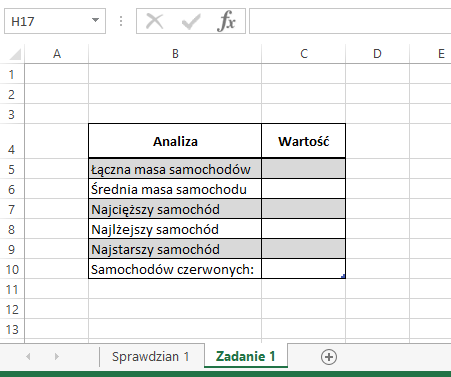 H17 fx
A B C D E
1
2
3
4 Analiza Wartość
5 Łączna masa samochodów
6 Średnia masa samochodu
7 Najcięższy samochód
8 Najlżejszy samochód
9 Najstarszy samochód
10 Samochodów czerwonych:
11
12
13
Sprawdzian 1 Zadanie 1